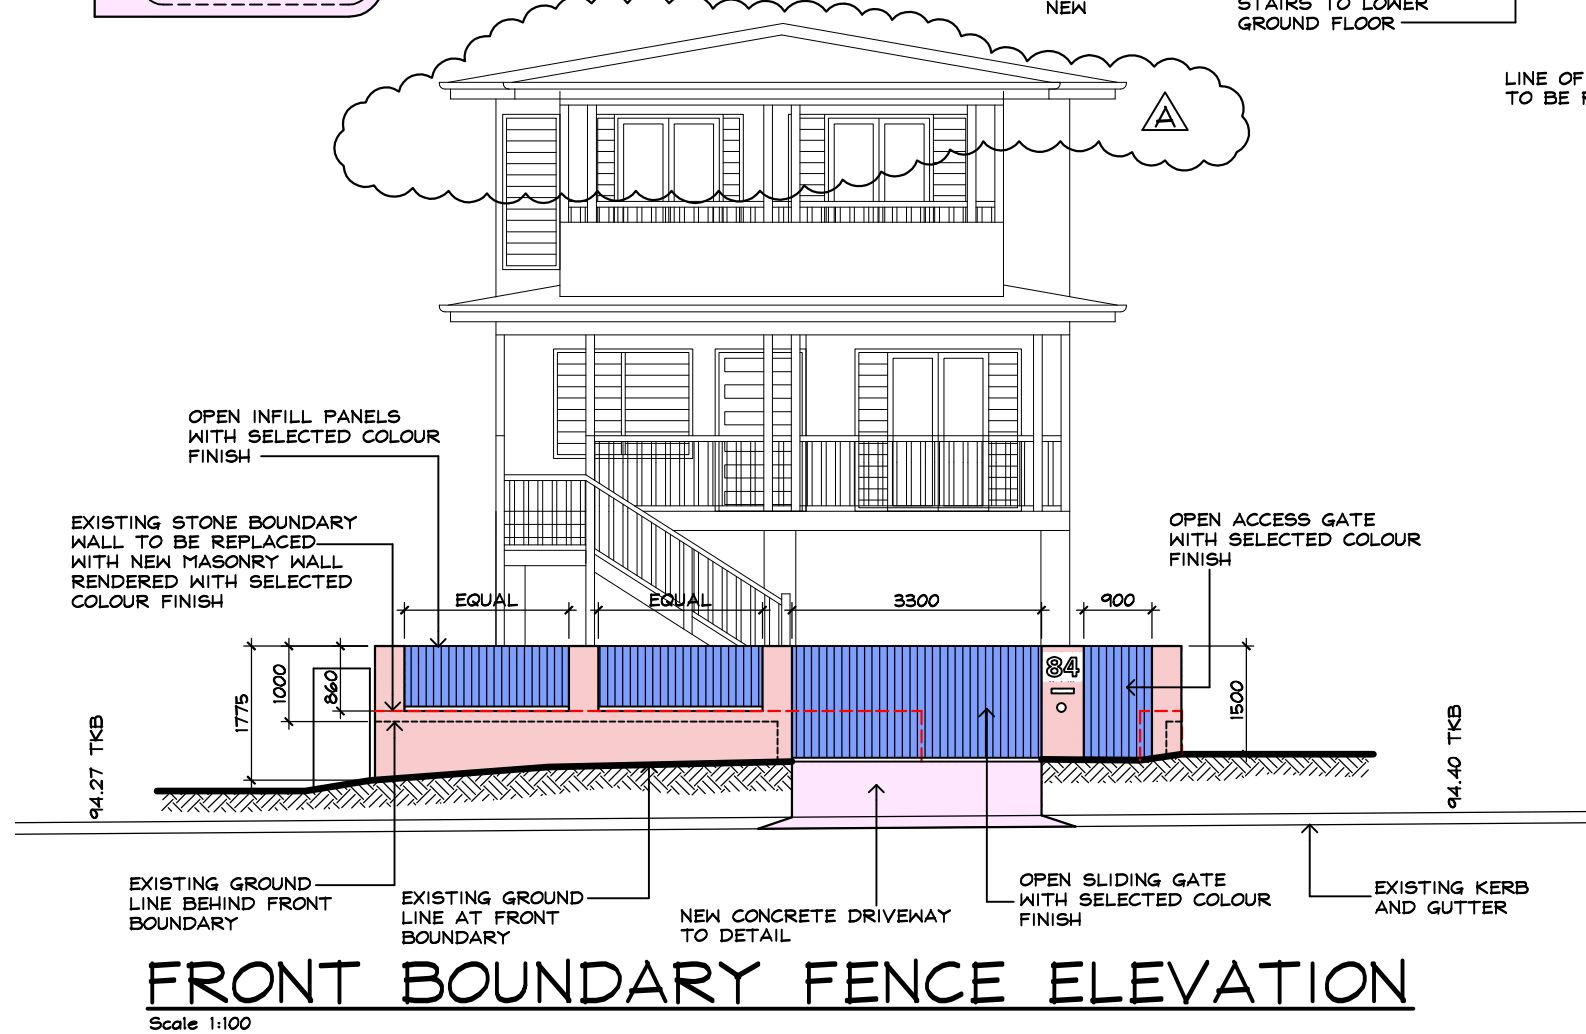 NEW
STAIRS TO LOWER
GROUND FLOOR
LINE OF
TO BE
A
OPEN INFILL PANELS
WITH SELECTED COLOUR
FINISH
EXISTING STONE BOUNDARY
WALL TO BE REPLACED
WITH NEW MASONRY WALL
RENDERED WITH SELECTED
COLOUR FINISH
OPEN ACCESS GATE
WITH SELECTED COLOUR
FINISH
EQUAL
EQUAL
3300
900
1775
1000
860
84
1500
94.27 TKB
94.40 TKB
EXISTING GROUND
LINE BEHIND FRONT
BOUNDARY
EXISTING GROUND
LINE AT FRONT
BOUNDARY
NEW CONCRETE DRIVEWAY
TO DETAIL
OPEN SLIDING GATE
WITH SELECTED COLOUR
FINISH
EXISTING KERB
AND GUTTER
FRONT BOUNDARY FENCE ELEVATION
Scale 1:100